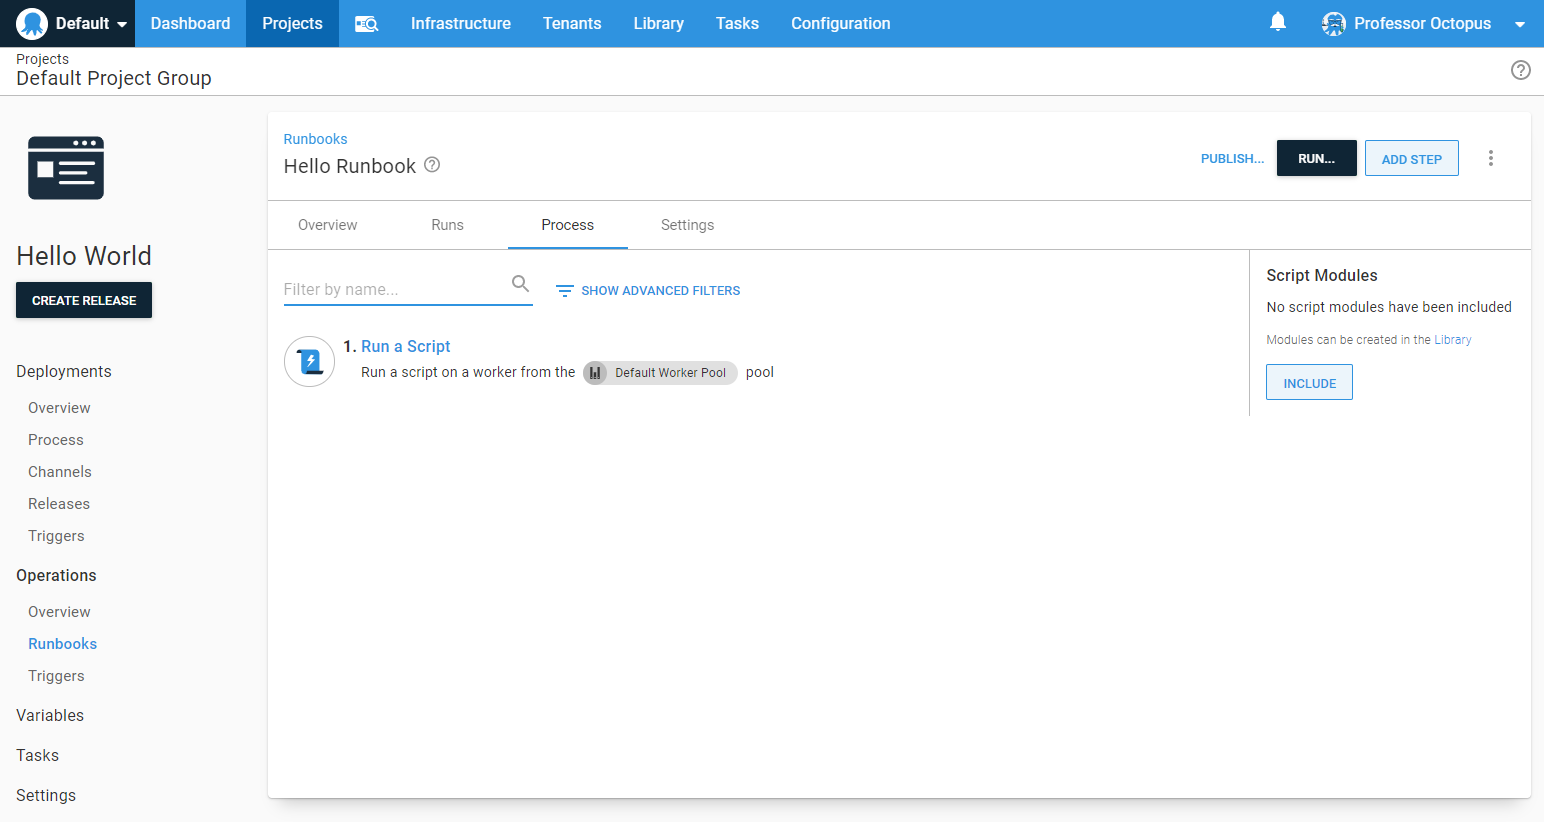 Default Dashboard Projects Infrastructure Tenants Library Tasks Configuration Professor Octopus
Projects
Default Project Group
Hello World
CREATE RELEASE
Deployments
Overview
Process
Channels
Releases
Triggers
Operations
Overview
Runbooks
Triggers
Variables
Tasks
Settings
Runbooks
Hello Runbook
PUBLISH... RUN... ADD STEP
Overview Runs Process Settings
Filter by name... SHOW ADVANCED FILTERS
1. Run a Script
Run a script on a worker from the Default Worker Pool pool
Script Modules
No script modules have been included
Modules can be created in the Library
INCLUDE